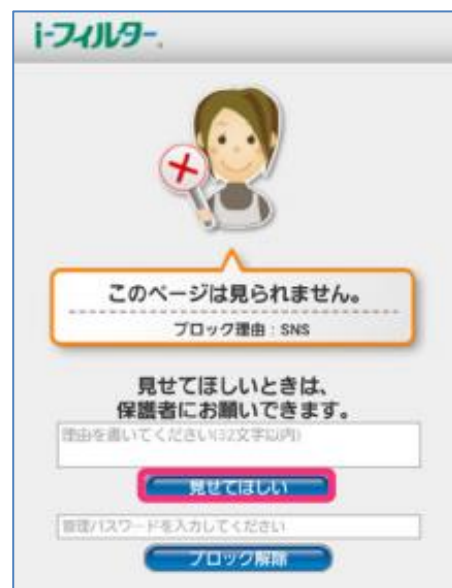 i-フィルター®
このページは見られません。
ブロック理由：SNS
見せてほしいときは、
保護者にお願いできます。
理由を書いてください(32文字以内)
見せてほしい
管理パスワードを入力してください
ブロック解除